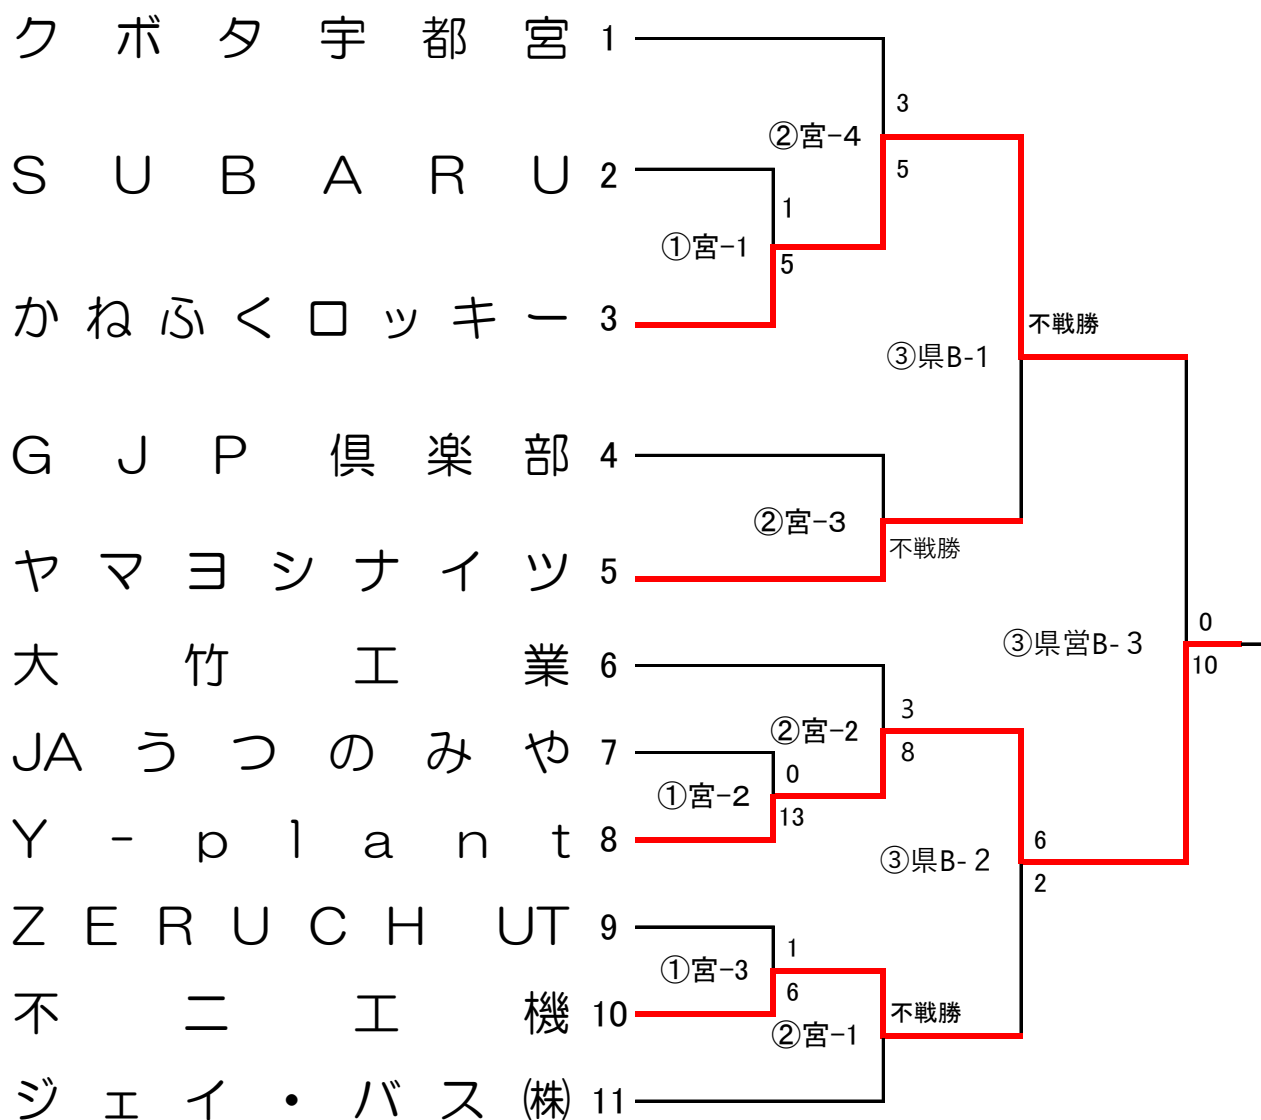 クボタ宇都宮 1
3
②宮-4
SUBARU 2
5
1
①宮-1
5
かねふくロッキー 3
不戦勝
③県B-1
GJP倶楽部 4
②宮-3
不戦勝
ヤマヨシナイツ 5
0
③県営B-3
10
大竹工業 6
3
②宮-2
JAうつのみや 7
8
0
①宮-2
13
Y-plant 8
6
③県B-2
2
ZERUCH UT 9
1
①宮-3
6
不二工機 10
不戦勝
②宮-1
ジェイ・バス㈱ 11